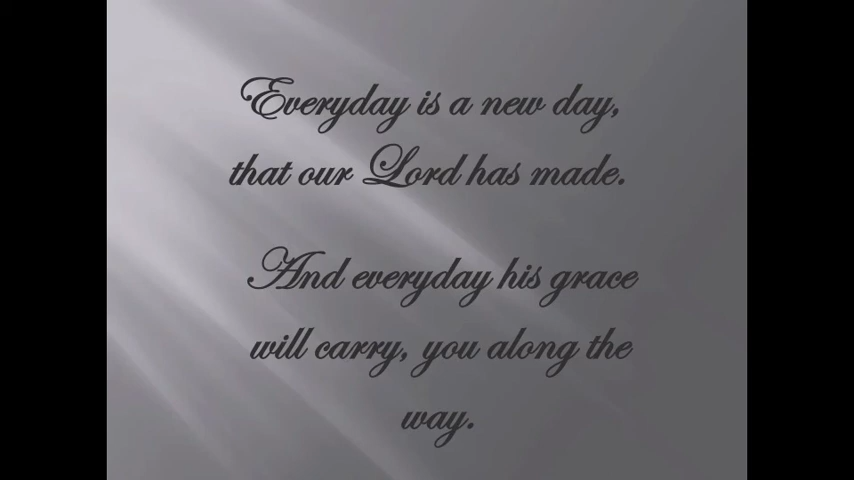 Everyday is a new day,
that our Lord has made.
And everyday his grace
will carry, you along the
way.